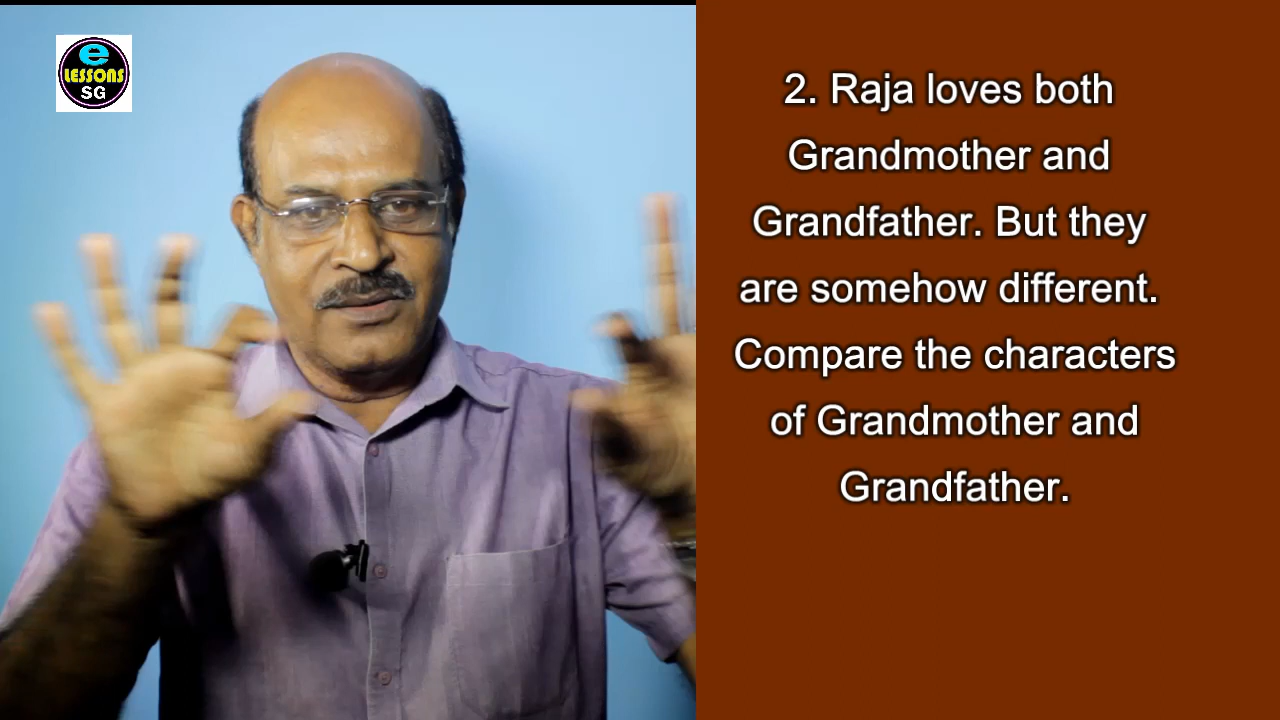 e
LESSONS
SG
2. Raja loves both
Grandmother and
Grandfather. But they
are somehow different.
Compare the characters
of Grandmother and
Grandfather.